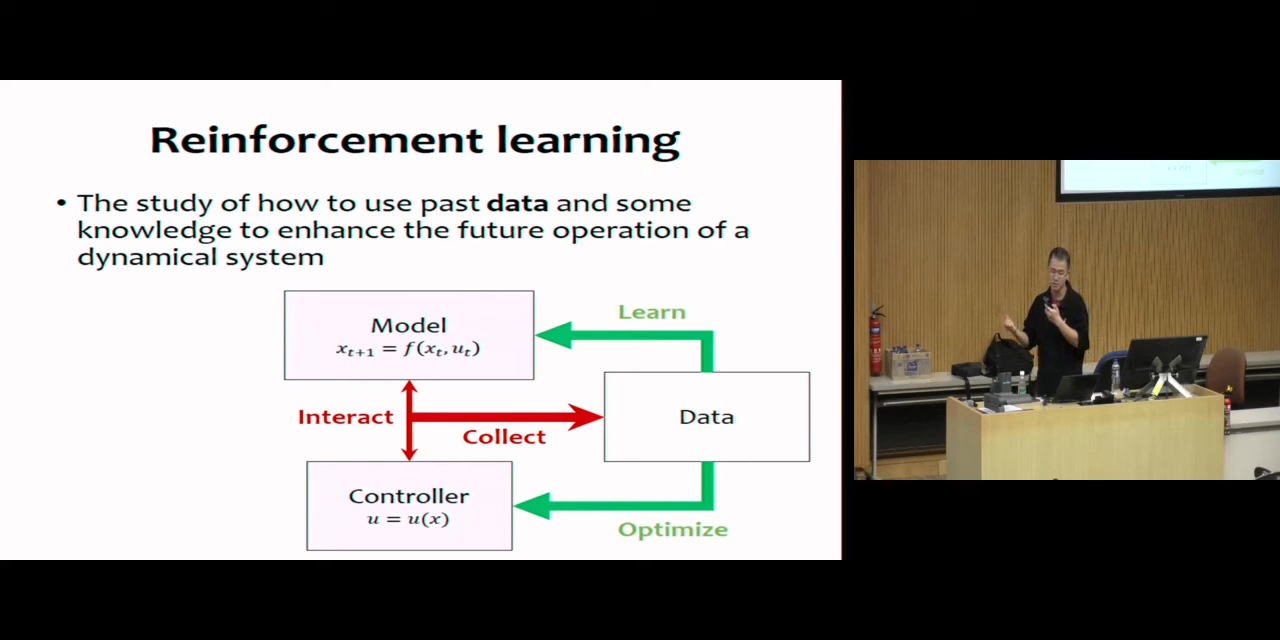 Reinforcement learning
• The study of how to use past data and some
knowledge to enhance the future operation of a
dynamical system
Learn
Model
x_{t+1} = f(x_t, u_t)
Interact
Collect
Data
Controller
u = u(x)
Optimize